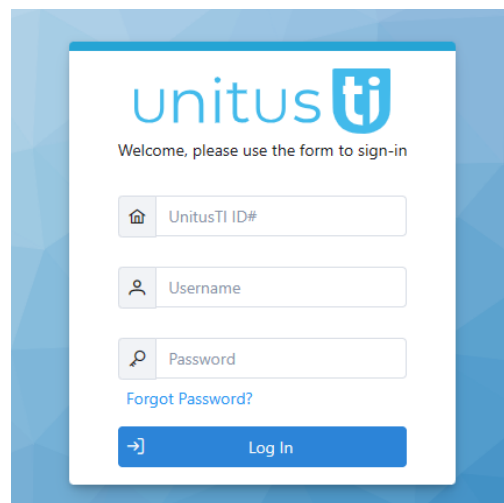 unitus ti
Welcome, please use the form to sign-in
UnitusTI ID#
Username
Password
Forgot Password?
Log In